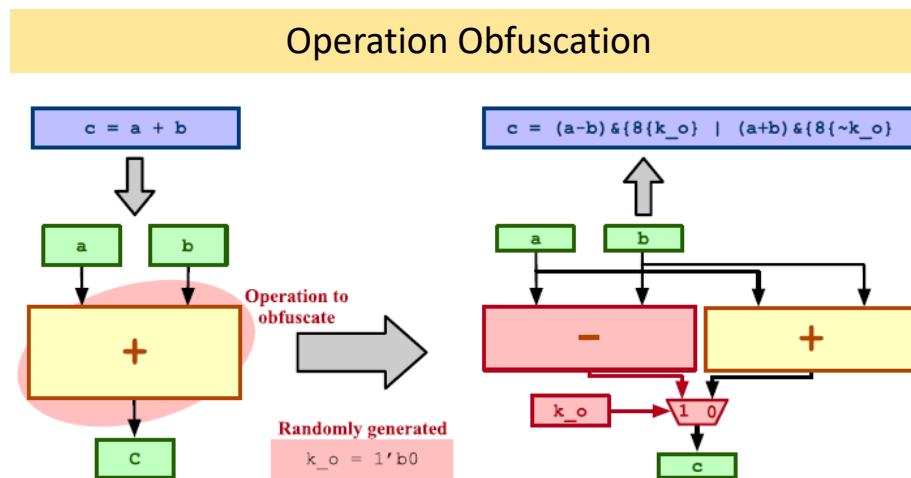 Operation Obfuscation
c = a + b
c = (a-b)&{8{k_o} | (a+b)&{8{~k_o}
a
b
a
b
Operation to
obfuscate
+
-
+
Randomly generated
k_o = 1'b0
k_o
1 0
C
c